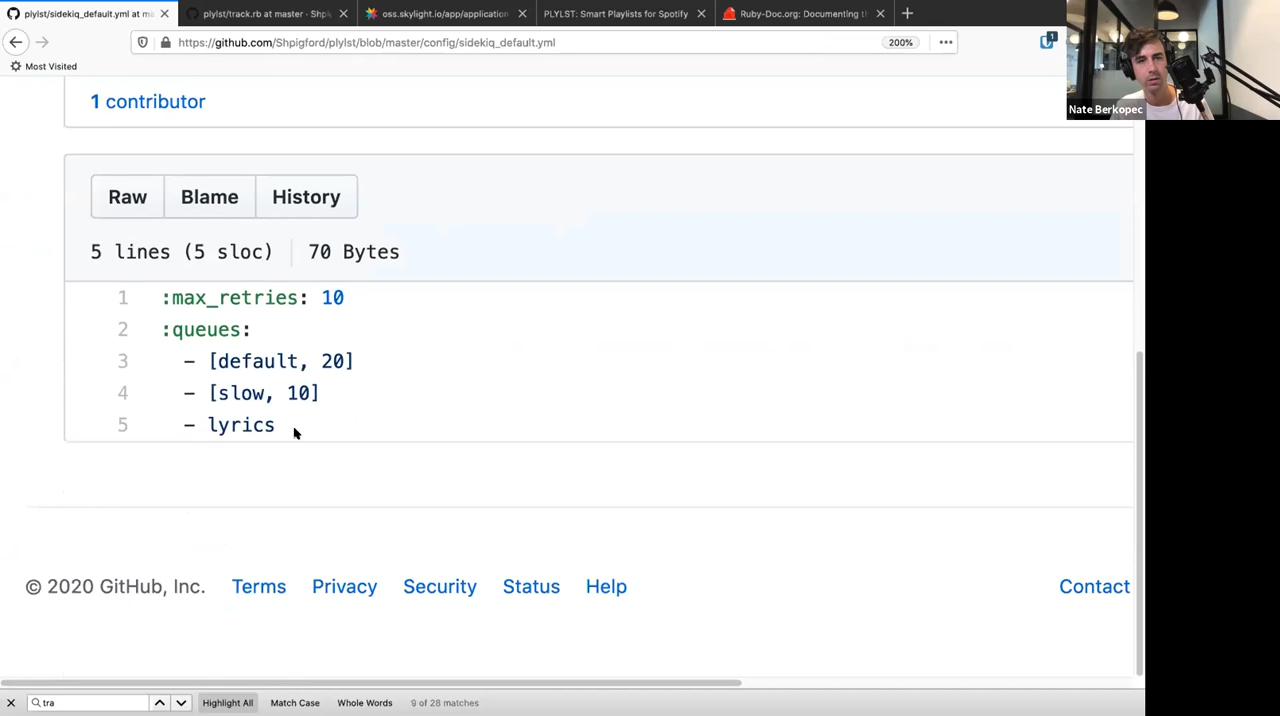 plylst/sidekiq_default.yml at ma
plylst/track.rb at master · Shpi
oss.skylight.io/app/application
PLYLST: Smart Playlists for Spotify
Ruby-Doc.org: Documenting t
https://github.com/Shpigford/plylst/blob/master/config/sidekiq_default.yml
200%
1
Most Visited
Nate Berkopec
1 contributor
Raw
Blame
History
5 lines (5 sloc)
70 Bytes
1 :max_retries: 10
2 :queues:
3 - [default, 20]
4 - [slow, 10]
5 - lyrics
© 2020 GitHub, Inc.
Terms
Privacy
Security
Status
Help
Contact
tra
Highlight All
Match Case
Whole Words
9 of 28 matches